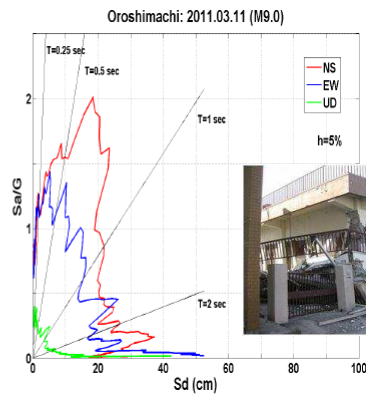 Oroshimachi: 2011.03.11 (M9.0)
T=0.25 sec
T=0.5 sec
T=1 sec
T=2 sec
NS
EW
UD
h=5%
Sa/G
2
1
0
0 20 40 60 80 100
Sd (cm)